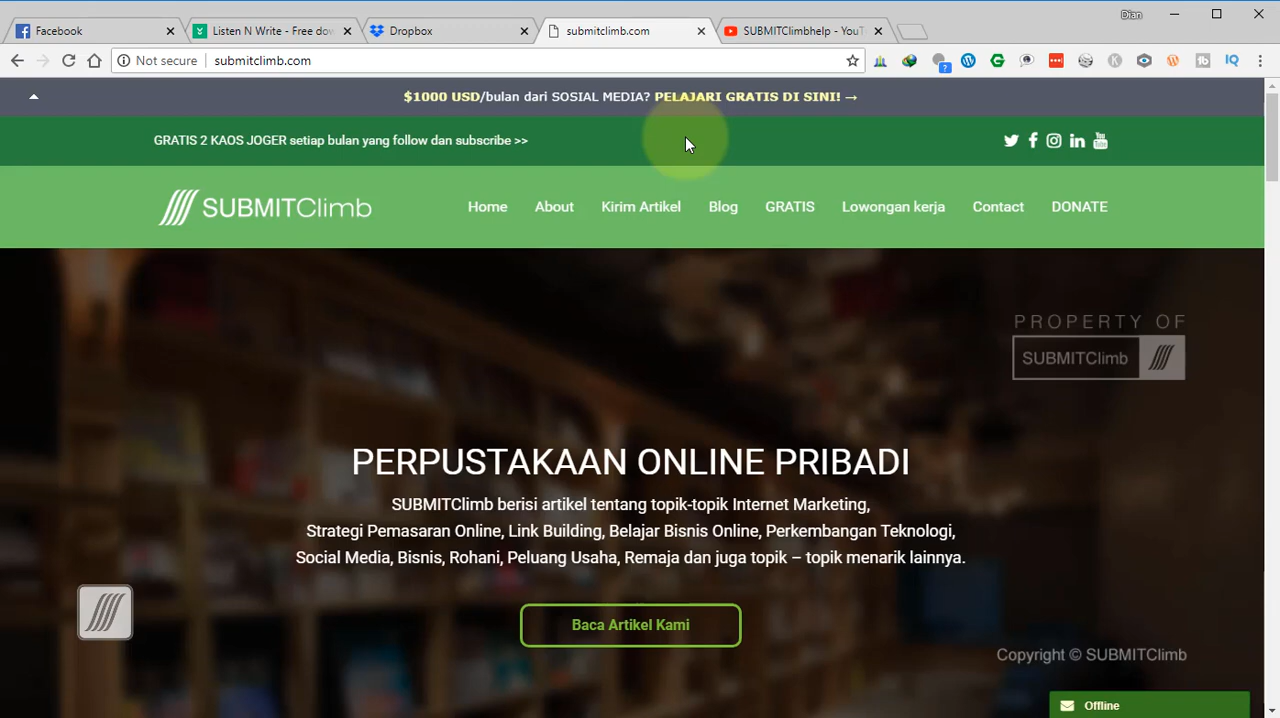 Dian
Facebook
Listen N Write - Free dow
Dropbox
submitclimb.com
SUBMITClimbhelp - YouT
Not secure
submitclimb.com
$1000 USD/bulan dari SOSIAL MEDIA? PELAJARI GRATIS DI SINI! →
GRATIS 2 KAOS JOGER setiap bulan yang follow dan subscribe >>
You Tube
SUBMITClimb
Home
About
Kirim Artikel
Blog
GRATIS
Lowongan kerja
Contact
DONATE
PROPERTY OF
SUBMITClimb
PERPUSTAKAAN ONLINE PRIBADI
SUBMITClimb berisi artikel tentang topik-topik Internet Marketing,
Strategi Pemasaran Online, Link Building, Belajar Bisnis Online, Perkembangan Teknologi,
Social Media, Bisnis, Rohani, Peluang Usaha, Remaja dan juga topik – topik menarik lainnya.
Baca Artikel Kami
Copyright © SUBMITClimb
Offline